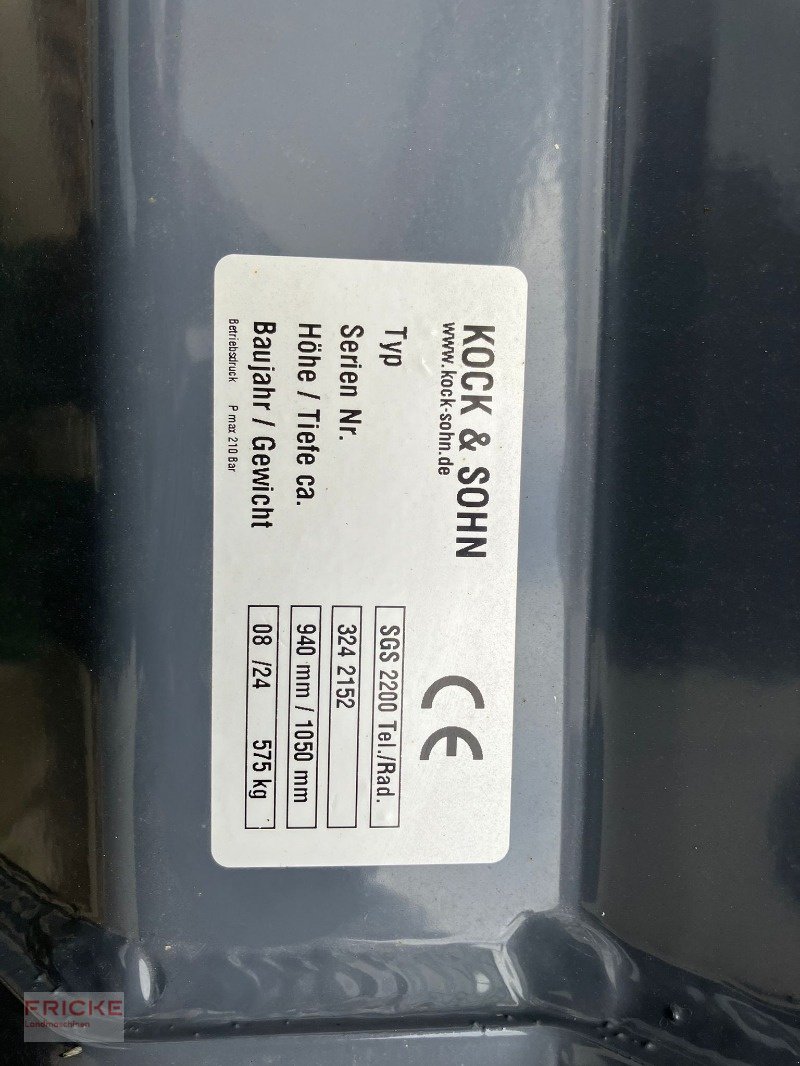 KOCK & SOHN
www.kock-sohn.de
CE
Typ SGS 2200 Tel./Rad.
Serien Nr. 324 2152
Höhe / Tiefe ca. 940 mm / 1050 mm
Baujahr / Gewicht 08 /24 575 kg
Betriebsdruck P max 210 Bar
FRICKE
Landmaschinen